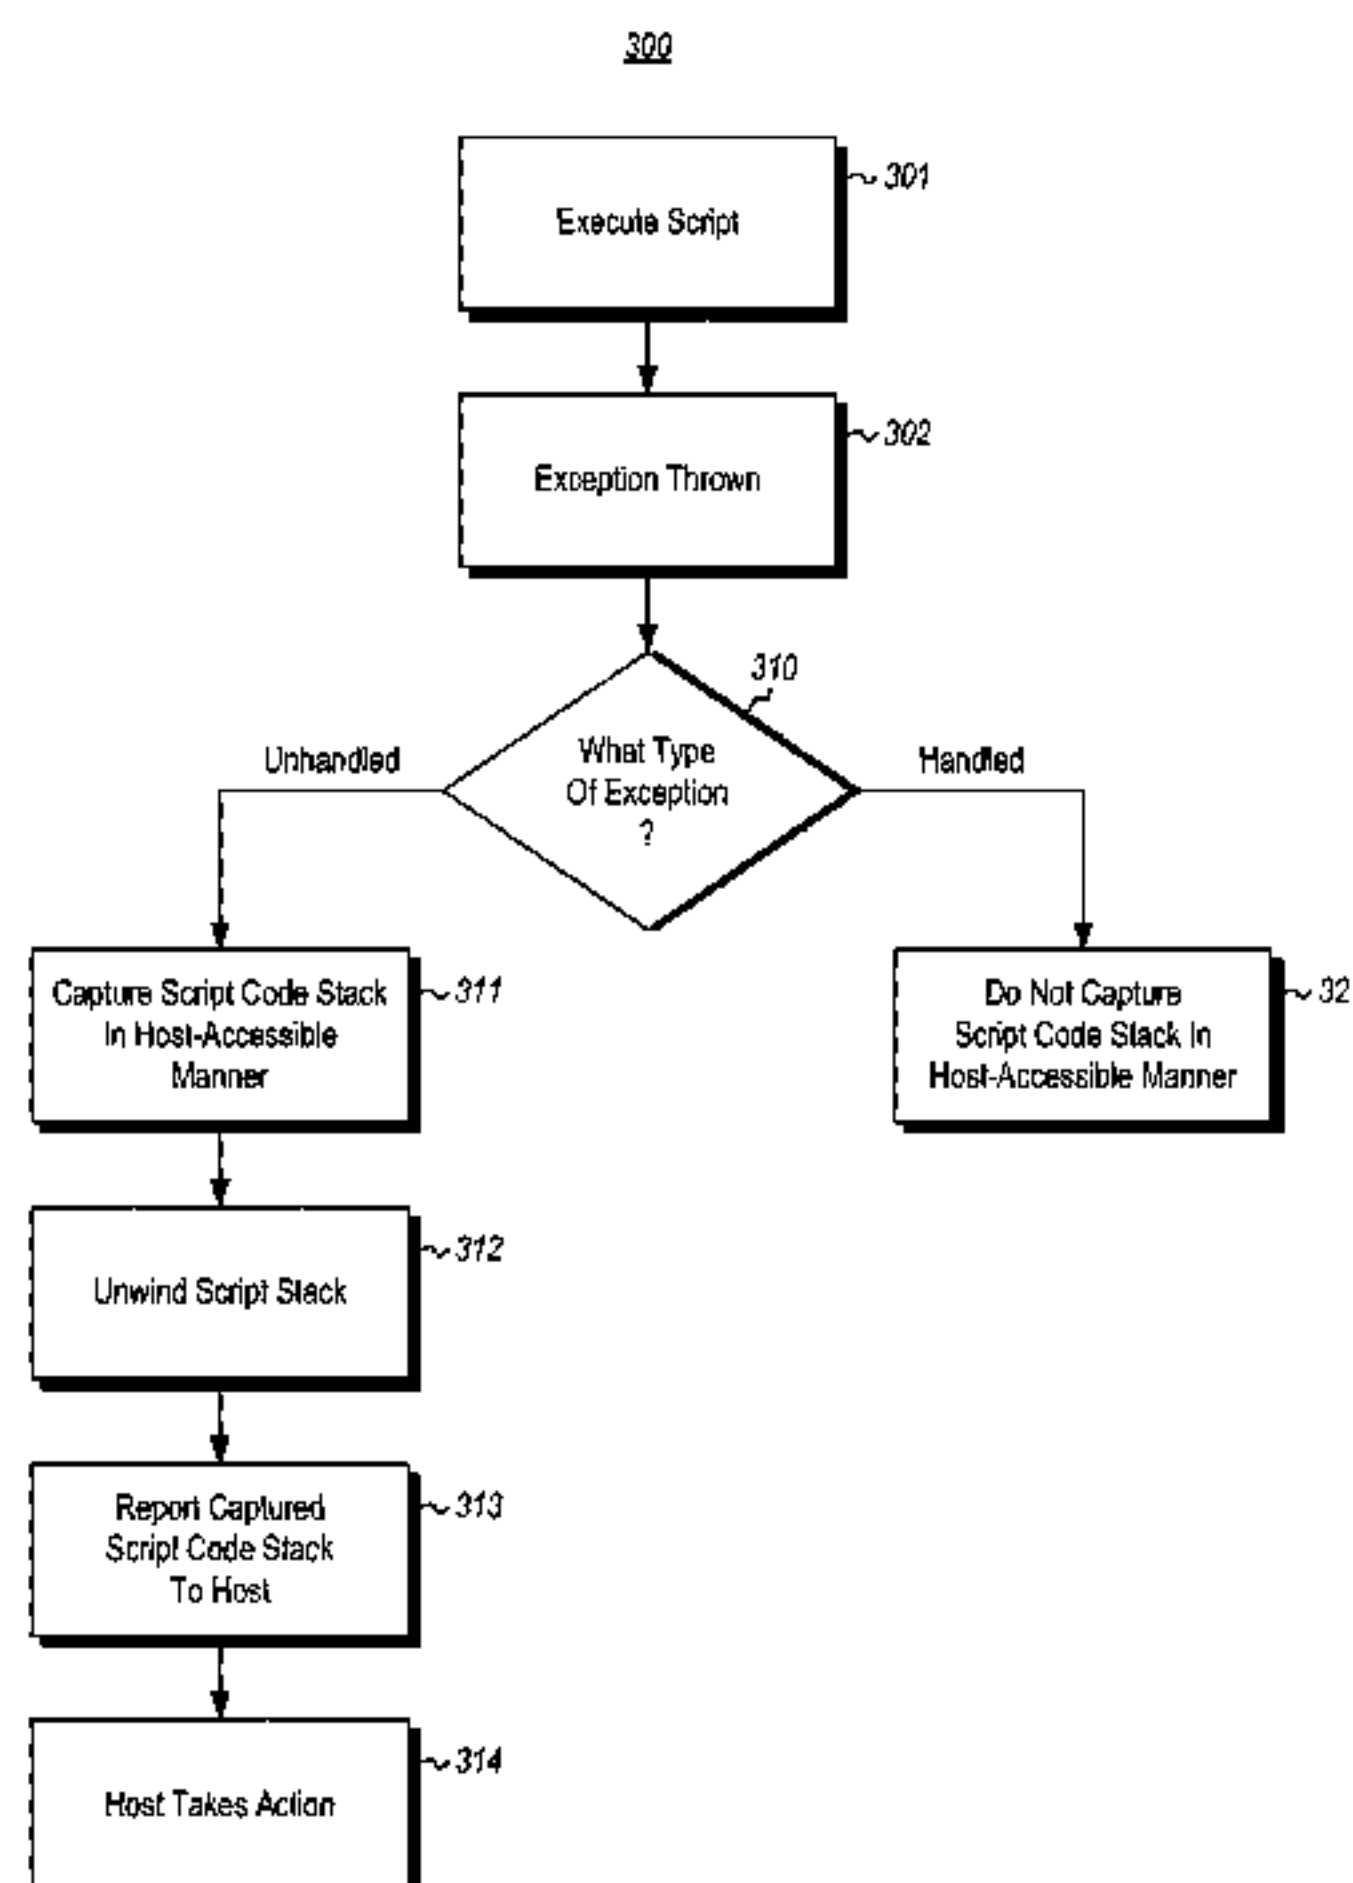 300
Execute Script
301
Exception Thrown
302
310
What Type
Of Exception
?
Unhandled
Handled
Capture Script Code Stack
In Host-Accessible
Manner
311
Do Not Capture
Script Code Stack In
Host-Accessible Manner
32
Unwind Script Stack
312
Report Captured
Script Code Stack
To Host
313
Host Takes Action
314